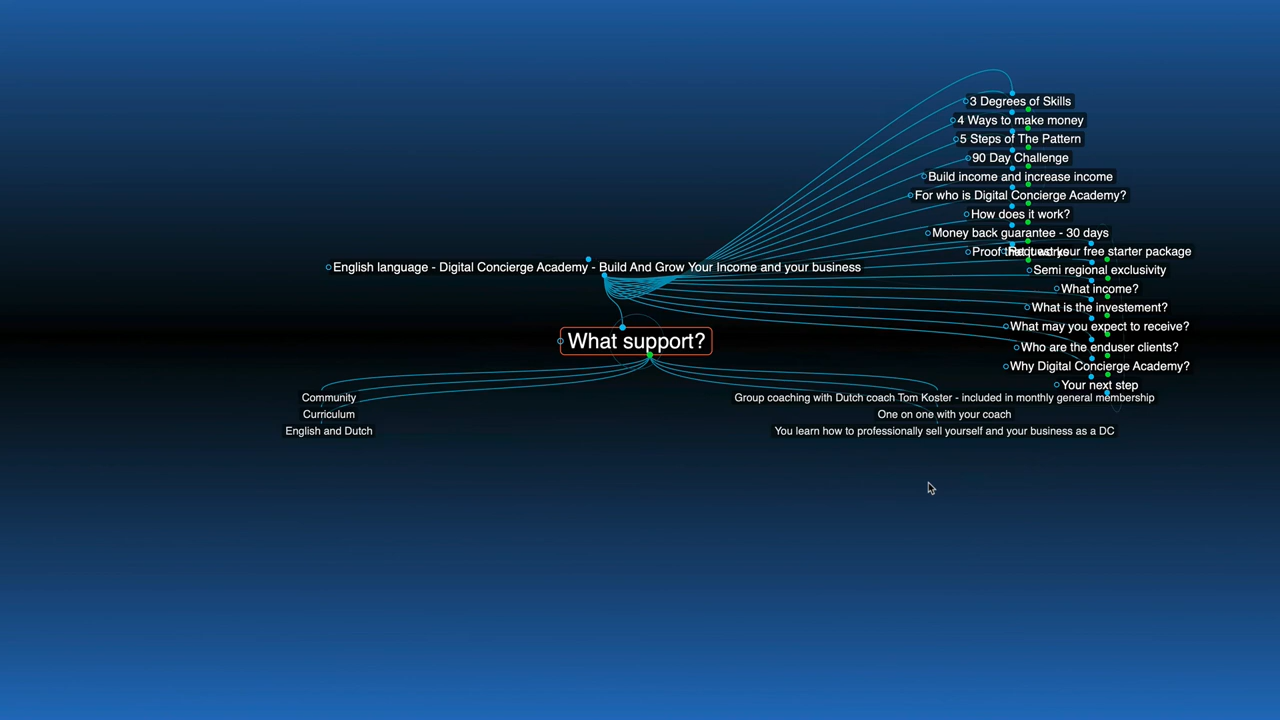 3 Degrees of Skills
4 Ways to make money
5 Steps of The Pattern
90 Day Challenge
Build income and increase income
For who is Digital Concierge Academy?
How does it work?
Money back guarantee - 30 days
Proof your free starter package
Semi regional exclusivity
English language - Digital Concierge Academy - Build And Grow Your Income and your business
What income?
What is the investement?
What may you expect to receive?
What support?
Who are the enduser clients?
Why Digital Concierge Academy?
Your next step
Community
Curriculum
English and Dutch
Group coaching with Dutch coach Tom Koster - included in monthly general membership
One on one with your coach
You learn how to professionally sell yourself and your business as a DC